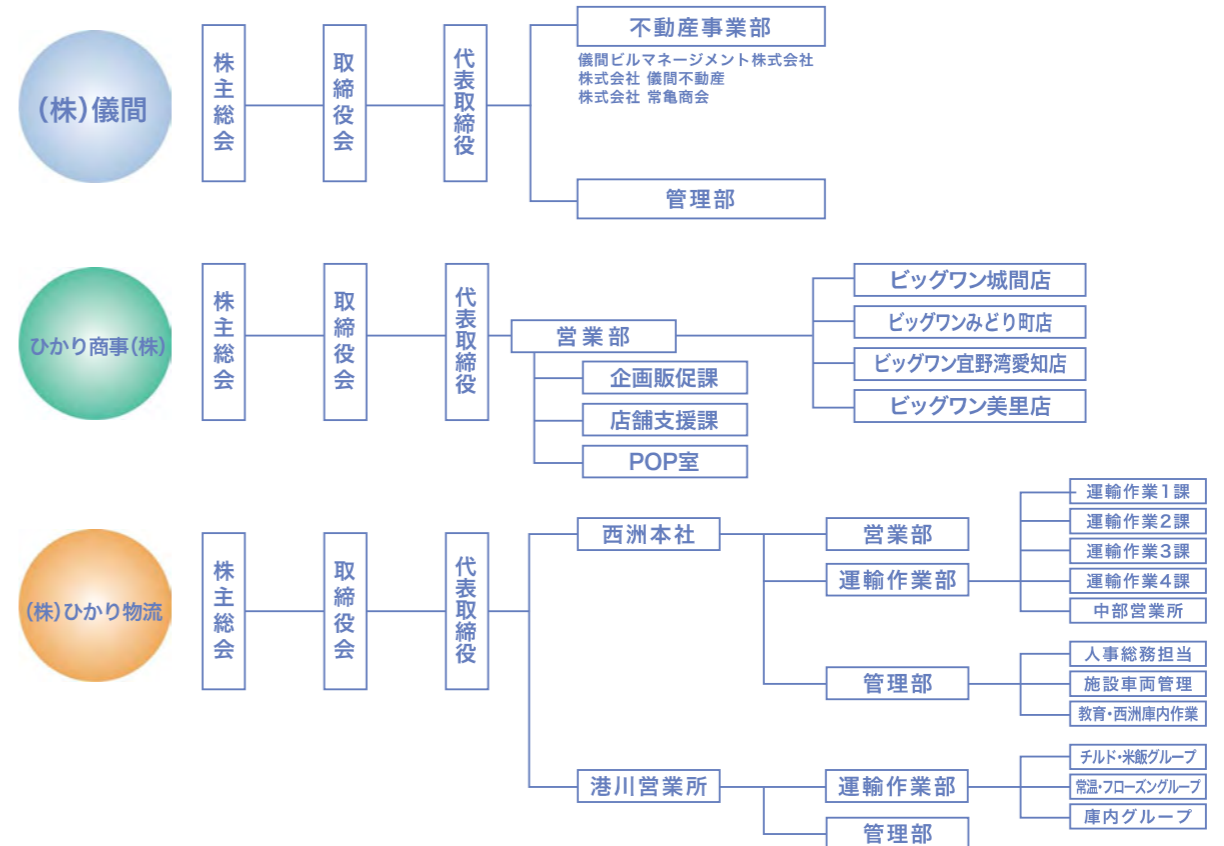 (株)儀間
株主総会
取締役会
代表取締役
不動産事業部
儀間ビルマネージメント株式会社
株式会社 儀間不動産
株式会社 常亀商会
管理部
ひかり商事(株)
株主総会
取締役会
代表取締役
営業部
企画販促課
店舗支援課
POP室
ビッグワン城間店
ビッグワンみどり町店
ビッグワン宜野湾愛知店
ビッグワン美里店
(株)ひかり物流
株主総会
取締役会
代表取締役
西洲本社
営業部
運輸作業部
運輸作業1課
運輸作業2課
運輸作業3課
運輸作業4課
中部営業所
管理部
人事総務担当
施設車両管理
教育・西洲庫内作業
港川営業所
運輸作業部
チルド・米飯グループ
常温・フローズングループ
庫内グループ
管理部